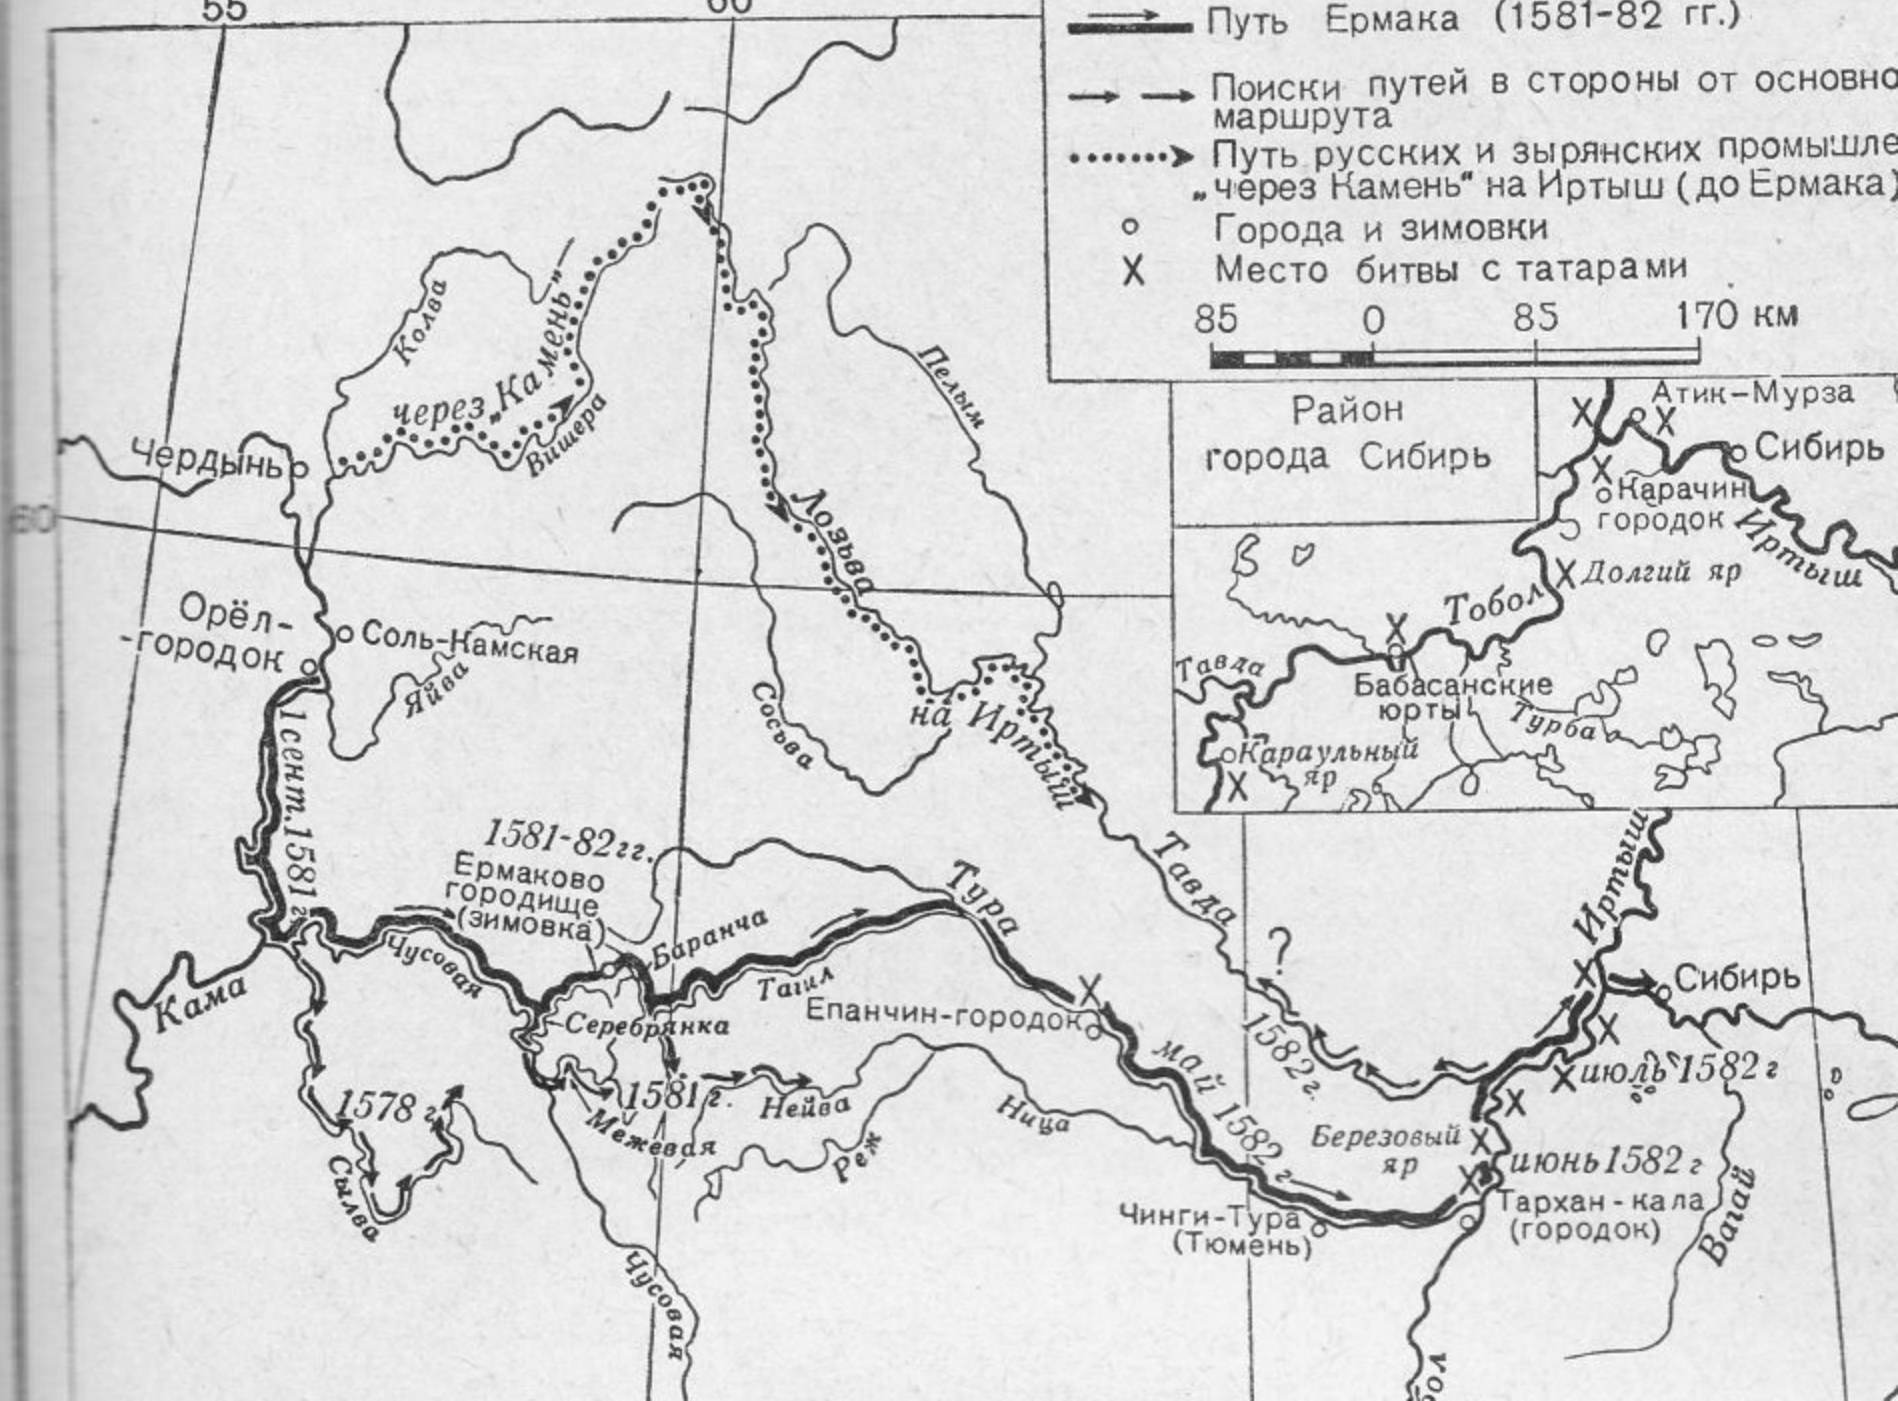 55
60
Путь Ермака (1581-82 гг.)
Поиски путей в стороны от основно
маршрута
Путь русских и зырянских промышле
„через Камень“ на Иртыш (до Ермака)
Города и зимовки
Место битвы с татарами
85 0 85 170 км
Район
города Сибирь
Атик-Мурза
Сибирь
Карачин
городок
Иртыш
Долгий яр
Тобол
Тавда
Бабасанские
юрты
Турба
Караульный
яр
Колва
через „Камень“
Вишера
Пелым
Чердынь
60
Лозьва
Орёл-
-городок
Соль-Камская
Яйва
Сосьва
на Иртыш
1 сент. 1581 г.
1581-82 гг.
Ермаково
городище
(зимовка)
Тура
Тавда
Иртыш
Баранча
Чусовая
Тагил
Кама
Серебрянка
Епанчин-городок
?
Сибирь
1582 г.
май 1582 г
июль 1582 г
1578 г
1581 г.
Нейва
Межевая
Реж
Ница
Березовый
яр
июнь 1582 г
Сылва
Чинги-Тура
(Тюмень)
Тархан-кала
(городок)
Вагай
Чусовая